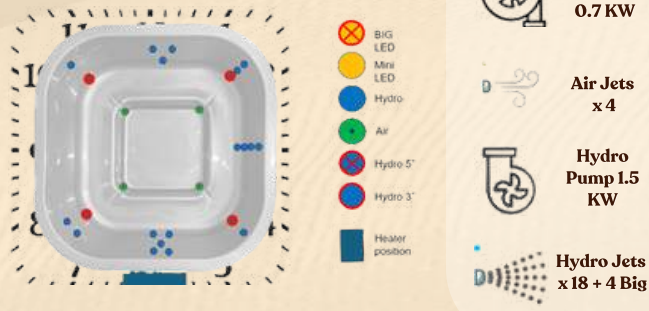 BIG
LED
Mini
LED
Hydro
Air
Hydro 5"
Hydro 3"
Heater
position
0.7 KW
Air Jets
x 4
Hydro
Pump 1.5
KW
Hydro Jets
x 18 + 4 Big